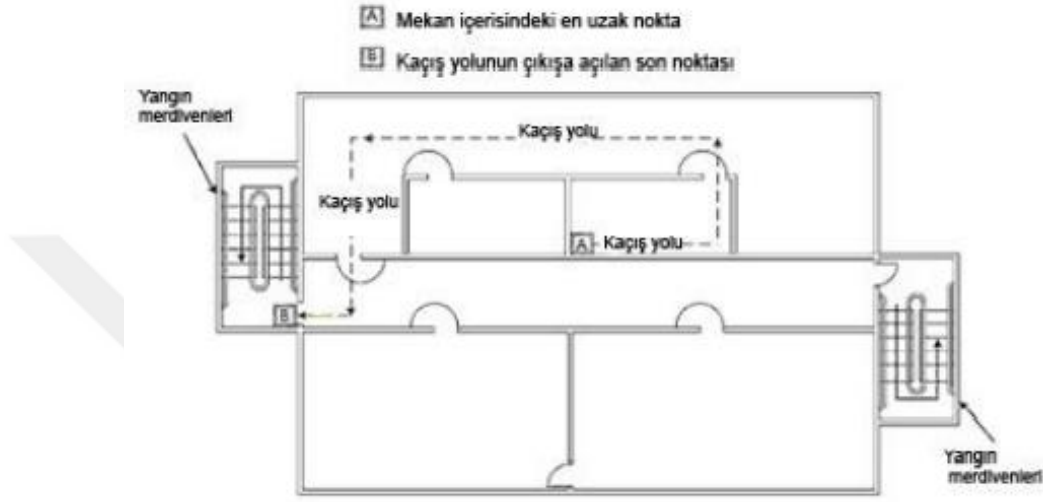 A Mekan içerisindeki en uzak nokta
B Kaçış yolunun çıkışa açılan son noktası
Yangın
merdivenleri
Kaçış yolu
Kaçış yolu
A Kaçış yolu
B
Yangın
merdivenleri